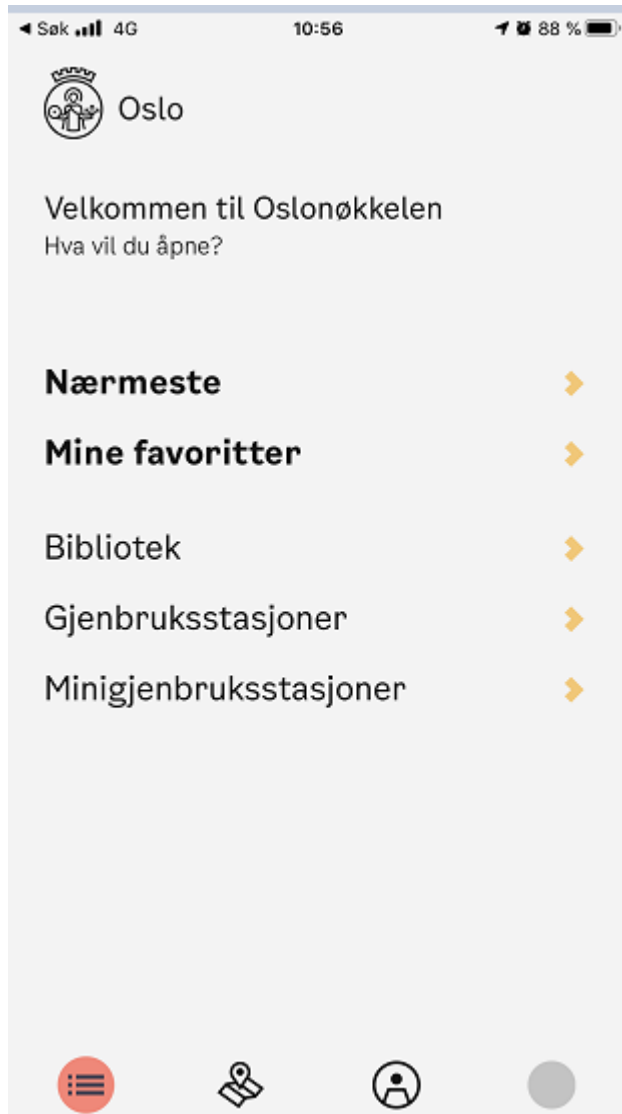 Søk 4G 10:56 88 %
Oslo
Velkommen til Oslonøkkelen
Hva vil du åpne?
Nærmeste
Mine favoritter
Bibliotek
Gjenbruksstasjoner
Minigjenbruksstasjoner